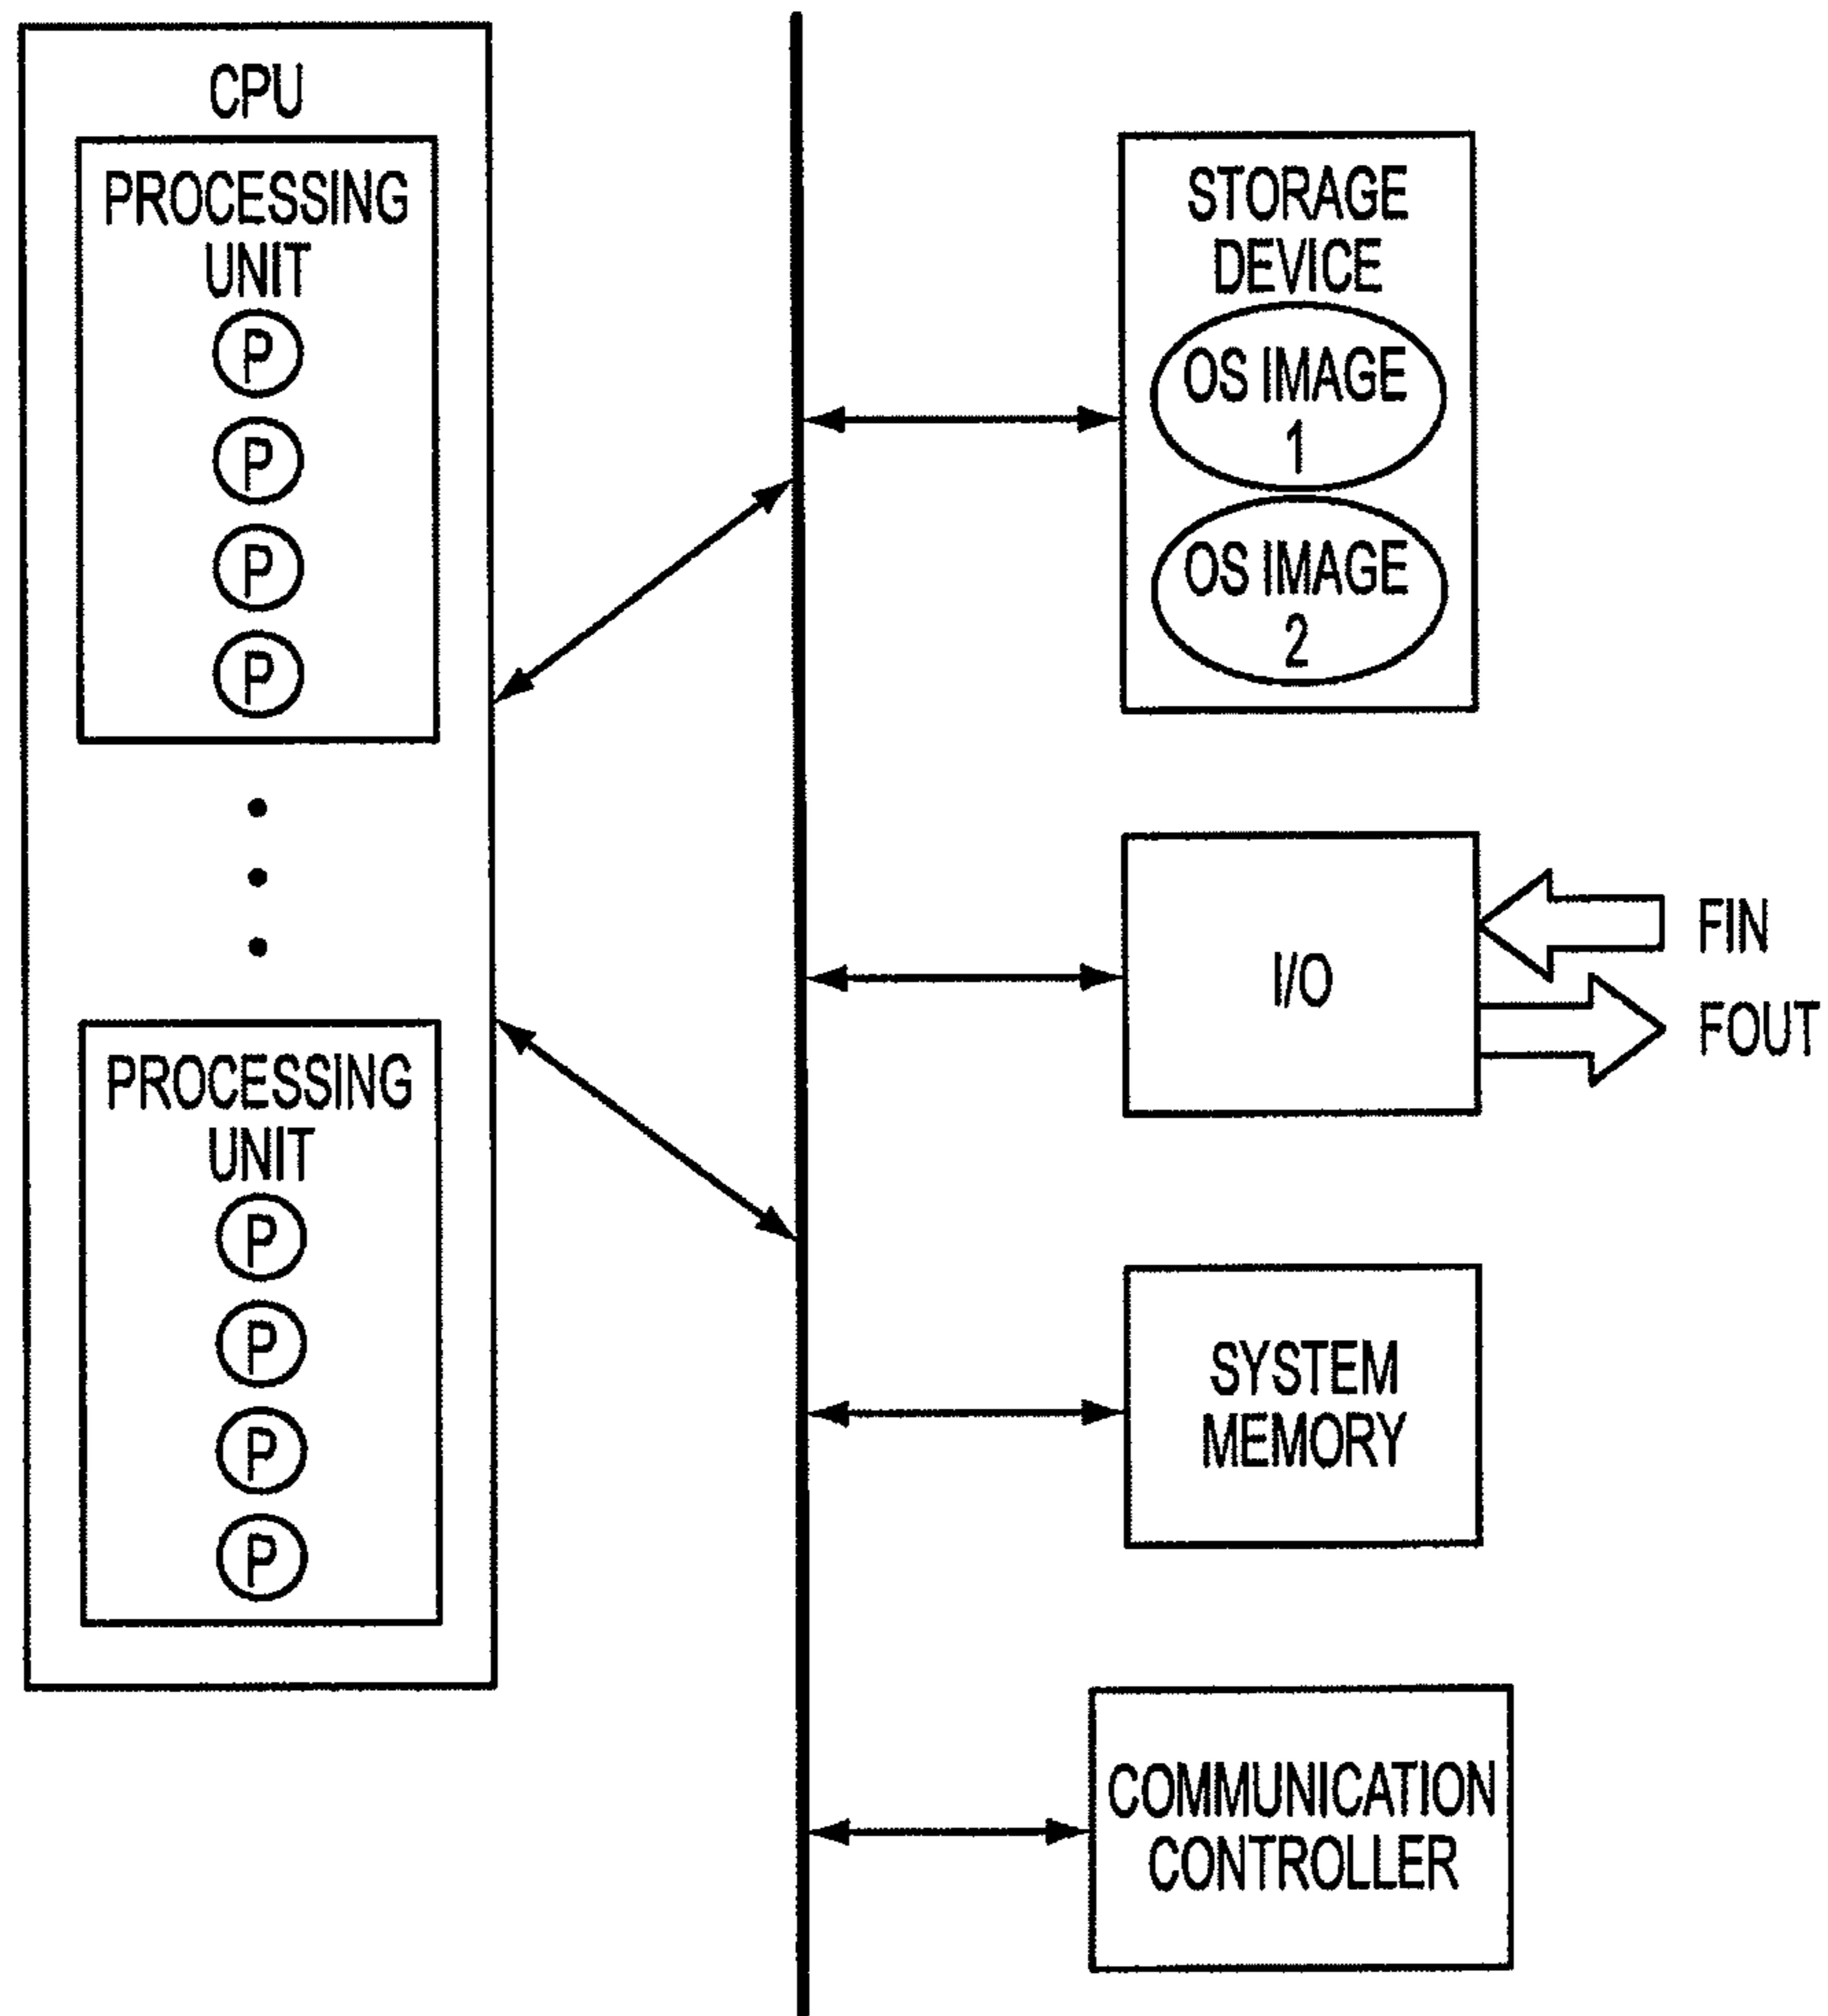 CPU
PROCESSING
UNIT
P
P
P
P
PROCESSING
UNIT
P
P
P
P
STORAGE
DEVICE
OS IMAGE
1
OS IMAGE
2
I/O
FIN
FOUT
SYSTEM
MEMORY
COMMUNICATION
CONTROLLER